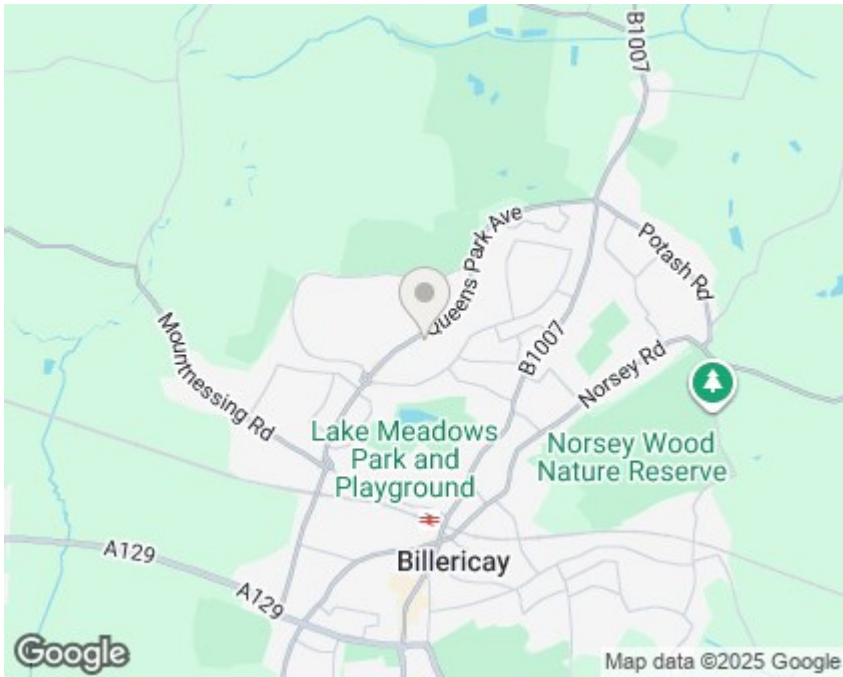 B1007
Queens Park Ave
Potash Rd
Mountnessing Rd
B1007
Norsey Rd
Lake Meadows
Park and
Playground
Norsey Wood
Nature Reserve
A129
Billericay
A129
Google
Map data ©2025 Google